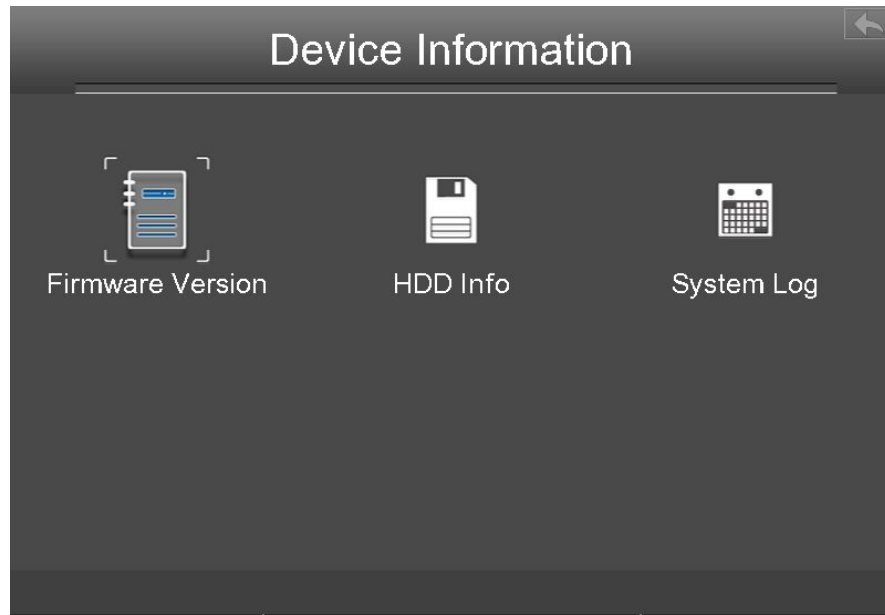 Device Information
Firmware Version
HDD Info
System Log